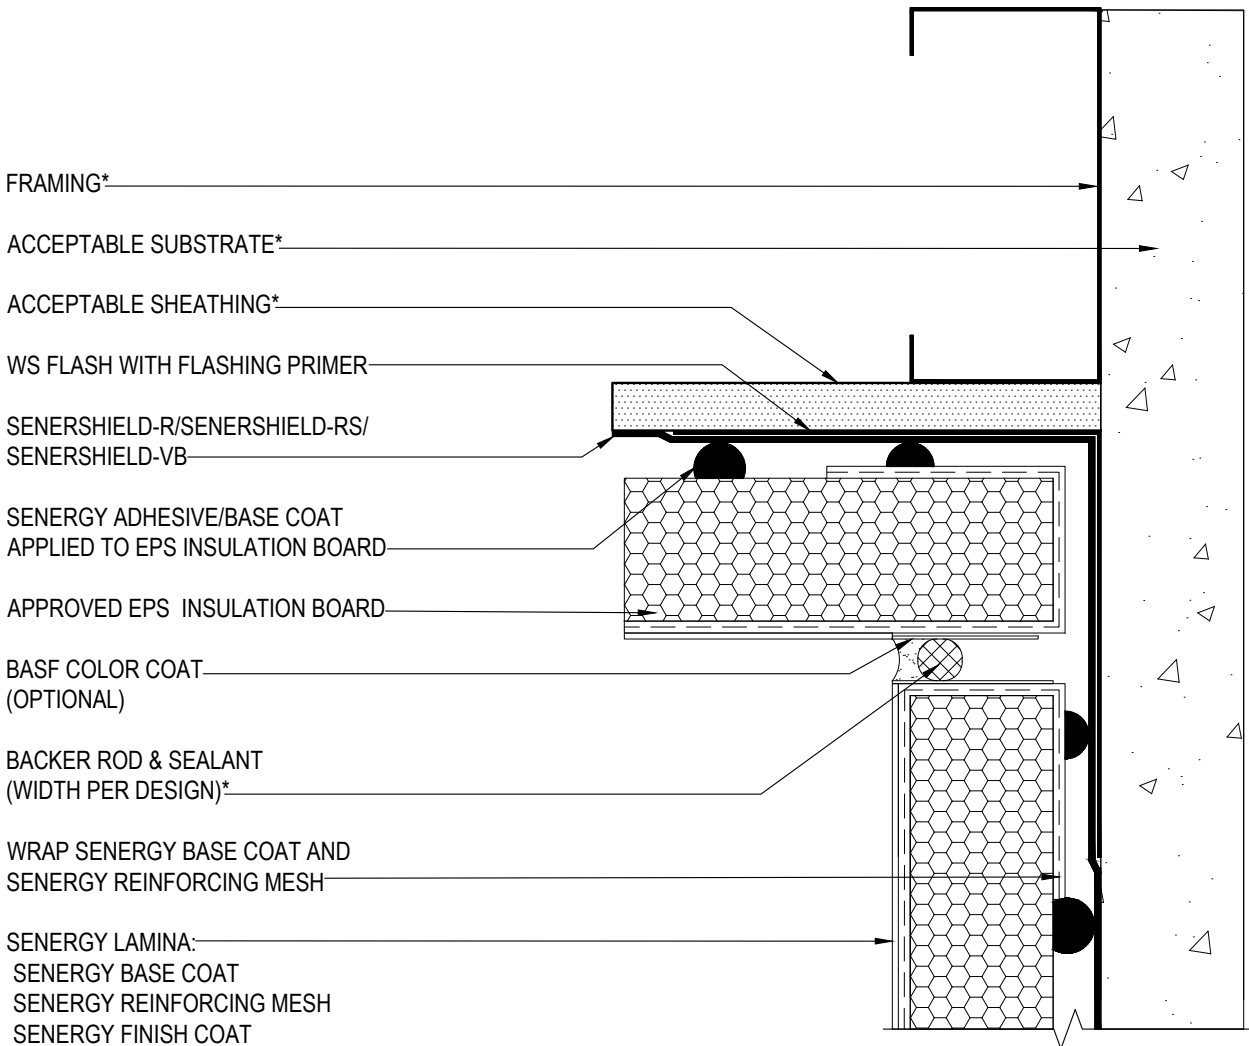 FRAMING*
ACCEPTABLE SUBSTRATE*
ACCEPTABLE SHEATHING*
WS FLASH WITH FLASHING PRIMER
SENERSHIELD-R/SENERSHIELD-RS/
SENERSHIELD-VB
SENERGY ADHESIVE/BASE COAT
APPLIED TO EPS INSULATION BOARD
APPROVED EPS  INSULATION BOARD
BASF COLOR COAT
(OPTIONAL)
BACKER ROD & SEALANT
(WIDTH PER DESIGN)*
WRAP SENERGY BASE COAT AND
SENERGY REINFORCING MESH
SENERGY LAMINA:
SENERGY BASE COAT
SENERGY REINFORCING MESH
SENERGY FINISH COAT